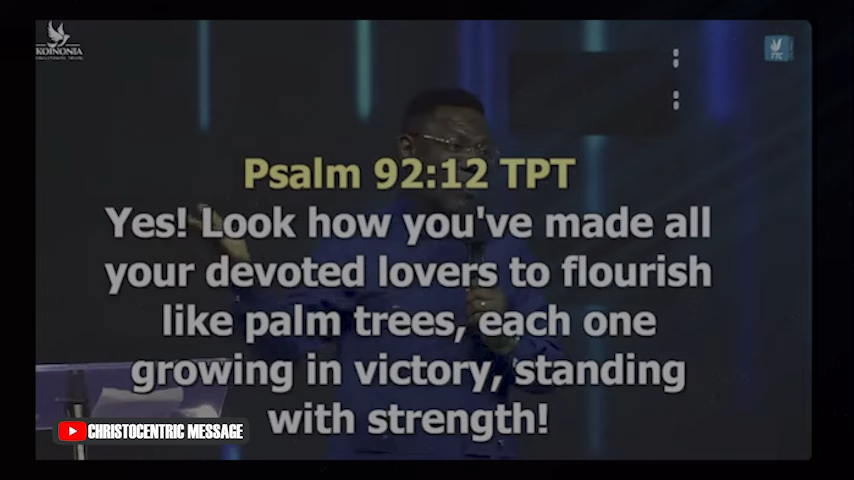 KOINONIA
TTC
Psalm 92:12 TPT
Yes! Look how you've made all
your devoted lovers to flourish
like palm trees, each one
growing in victory, standing
with strength!
CHRISTOCENTRIC MESSAGE